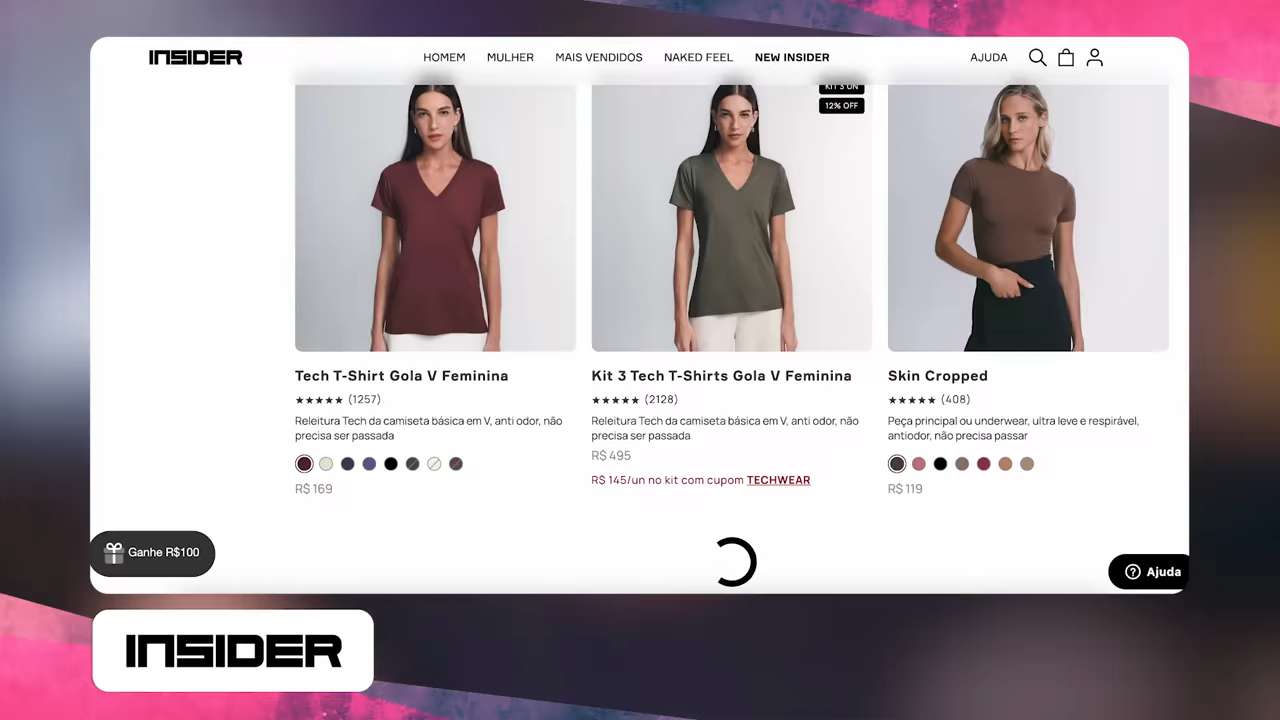 INSIDER
HOMEM MULHER MAIS VENDIDOS NAKED FEEL NEW INSIDER AJUDA
KIT 3 UN
12% OFF
Tech T-Shirt Gola V Feminina
★★★★★ (1257)
Releitura Tech da camiseta básica em V, anti odor, não
precisa ser passada
R$ 169
Kit 3 Tech T-Shirts Gola V Feminina
★★★★★ (2128)
Releitura Tech da camiseta básica em V, anti odor, não
precisa ser passada
R$ 495
R$ 145/un no kit com cupom TECHWEAR
Skin Cropped
★★★★★ (408)
Peça principal ou underwear, ultra leve e respirável,
antiodor, não precisa passar
R$ 119
Ganhe R$100
? Ajuda
INSIDER